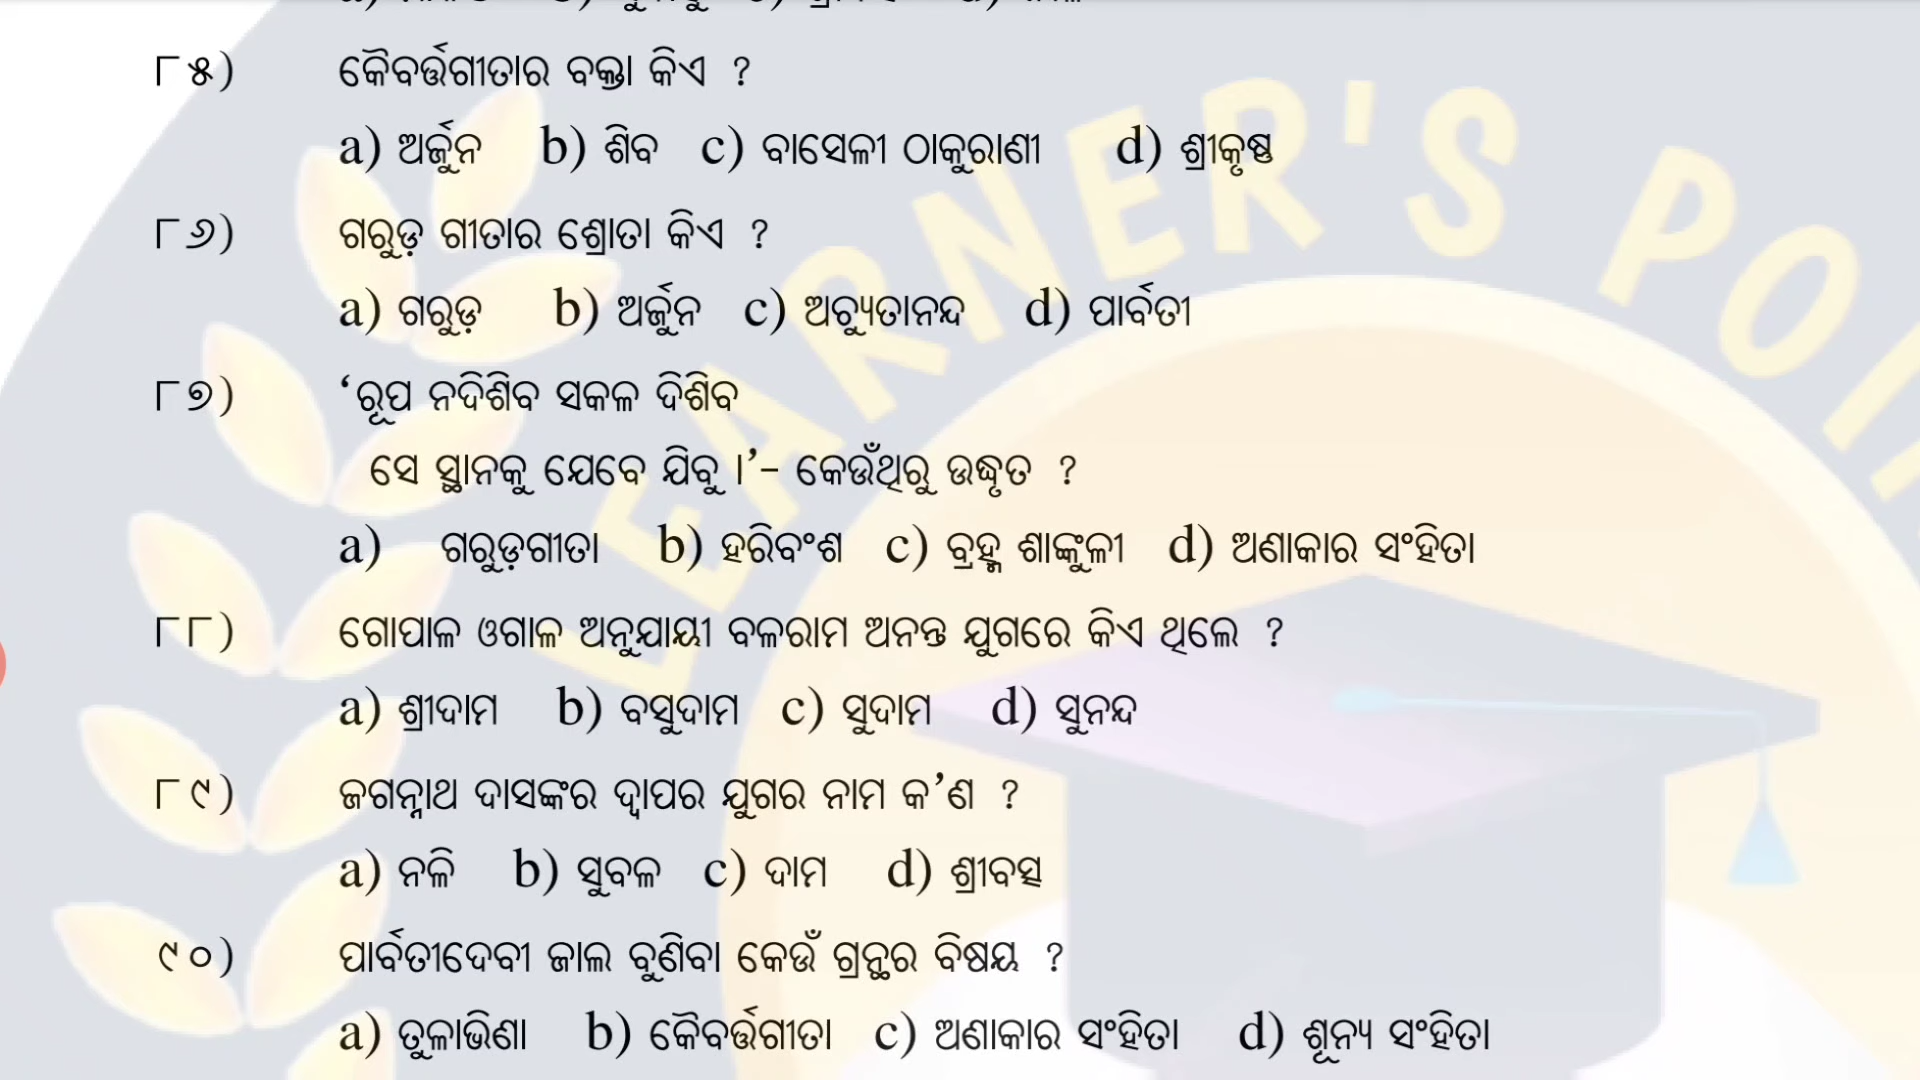 ୮୫) କୈବର୍ତ୍ତଗୀତାର ବକ୍ତା କିଏ ?
a) ଅର୍ଜୁନ b) ଶିବ c) ବାସେଳୀ ଠାକୁରାଣୀ d) ଶ୍ରୀକୃଷ୍ଣ
୮୬) ଗରୁଡ଼ ଗୀତାର ଶ୍ରୋତା କିଏ ?
a) ଗରୁଡ଼ b) ଅର୍ଜୁନ c) ଅଚ୍ୟୁତାନନ୍ଦ d) ପାର୍ବତୀ
୮୭) ‘ରୂପ ନଦିଶିବ ସକଳ ଦିଶିବ
ସେ ସ୍ଥାନକୁ ଯେବେ ଯିବୁ ।’– କେଉଁଥିରୁ ଉଦ୍ଧୃତ ?
a) ଗରୁଡ଼ଗୀତା b) ହରିବଂଶ c) ବ୍ରହ୍ମ ଶାଙ୍କୁଳୀ d) ଅଣାକାର ସଂହିତା
୮୮) ଗୋପାଳ ଓଗାଳ ଅନୁଯାୟୀ ବଳରାମ ଅନନ୍ତ ଯୁଗରେ କିଏ ଥିଲେ ?
a) ଶ୍ରୀଦାମ b) ବସୁଦାମ c) ସୁଦାମ d) ସୁନନ୍ଦ
୮୯) ଜଗନ୍ନାଥ ଦାସଙ୍କର ଦ୍ୱାପର ଯୁଗର ନାମ କ’ଣ ?
a) ନଳି b) ସୁବଳ c) ଦାମ d) ଶ୍ରୀବତ୍ସ
୯୦) ପାର୍ବତୀଦେବୀ ଜାଲ ବୁଣିବା କେଉଁ ଗ୍ରନ୍ଥର ବିଷୟ ?
a) ତୁଳାଭିଣା b) କୈବର୍ତ୍ତଗୀତା c) ଅଣାକାର ସଂହିତା d) ଶୂନ୍ୟ ସଂହିତା
LEARNER'S